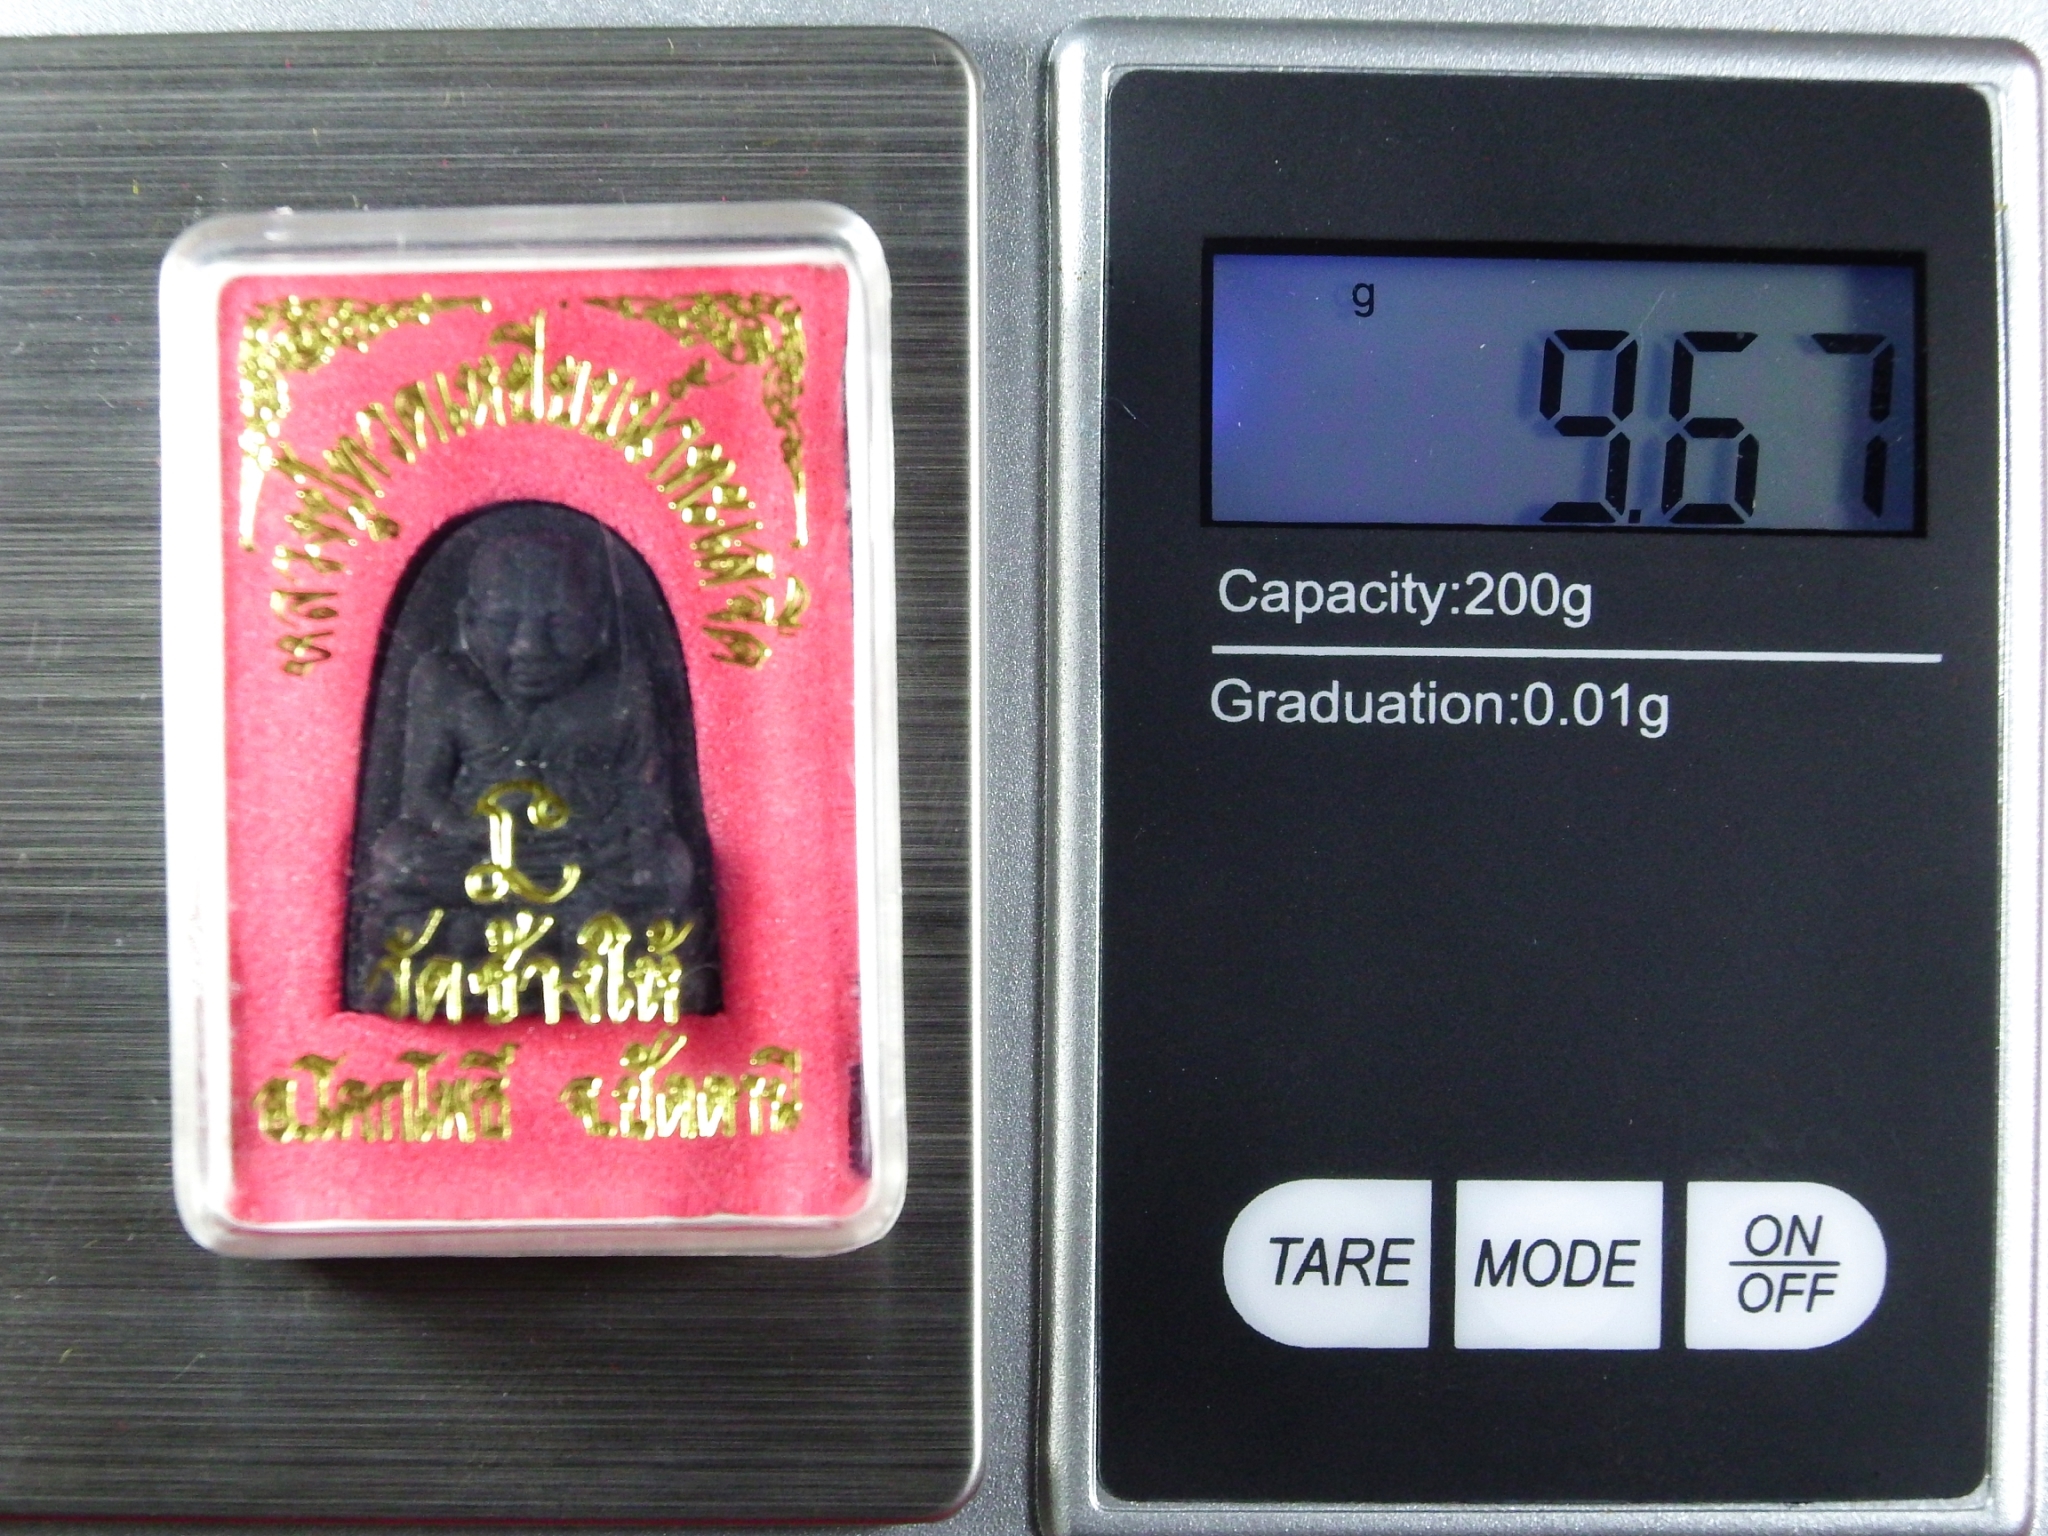 หลวงปู่ทวดเหยียบน้ำทะเลจืด
วัดช้างให้
อ.โคกโพธิ์ จ.ปัตตานี
g
9.67
Capacity:200g
Graduation:0.01g
TARE
MODE
ON
OFF